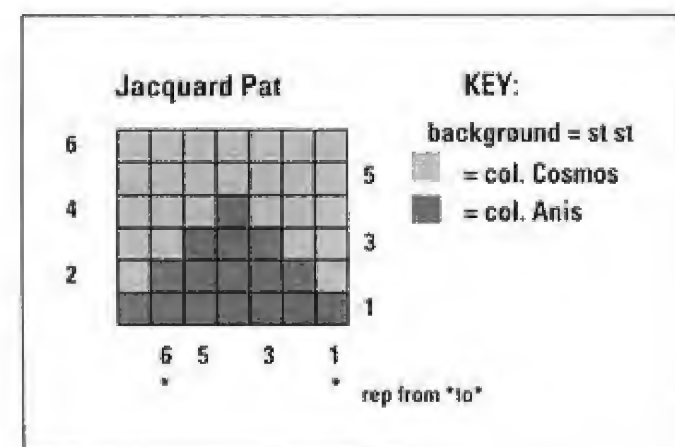 Jacquard Pat
KEY:
background = st st
= col. Cosmos
= col. Anis
6
5
4
3
2
1
6 5 3 1
* *
rep from *to*